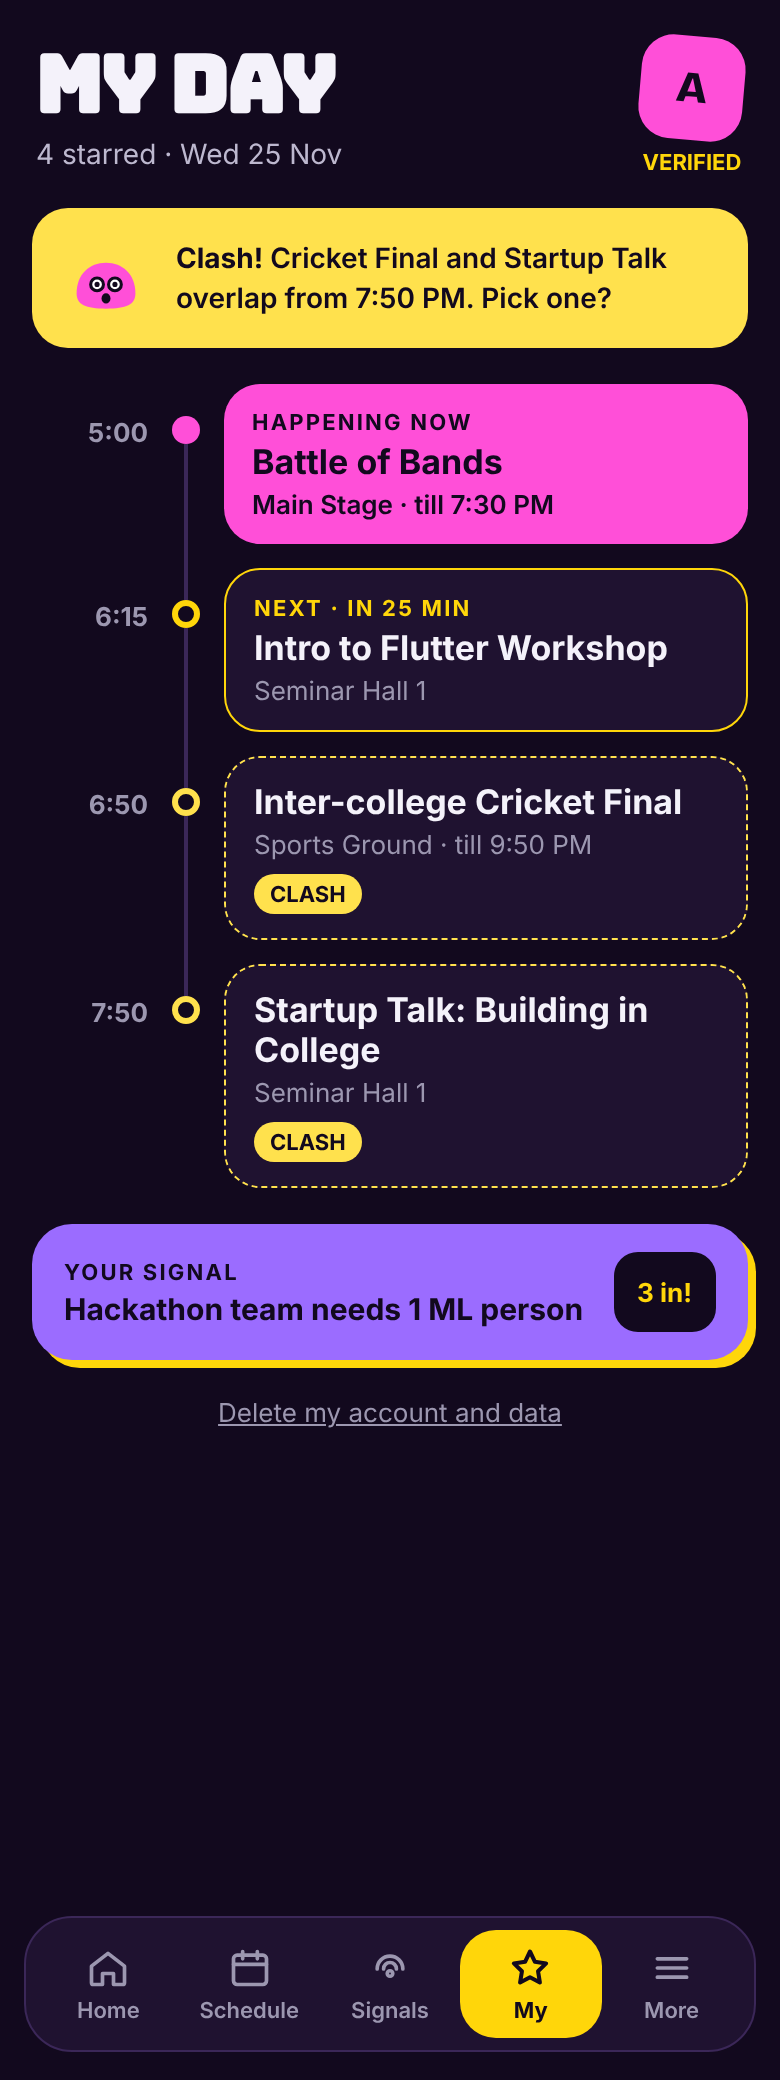 MY DAY
4 starred · Wed 25 Nov
A
VERIFIED
Clash! Cricket Final and Startup Talk
overlap from 7:50 PM. Pick one?
5:00
HAPPENING NOW
Battle of Bands
Main Stage · till 7:30 PM
6:15
NEXT · IN 25 MIN
Intro to Flutter Workshop
Seminar Hall 1
6:50
Inter-college Cricket Final
Sports Ground · till 9:50 PM
CLASH
7:50
Startup Talk: Building in
College
Seminar Hall 1
CLASH
YOUR SIGNAL
Hackathon team needs 1 ML person
3 in!
Delete my account and data
Home
Schedule
Signals
My
More